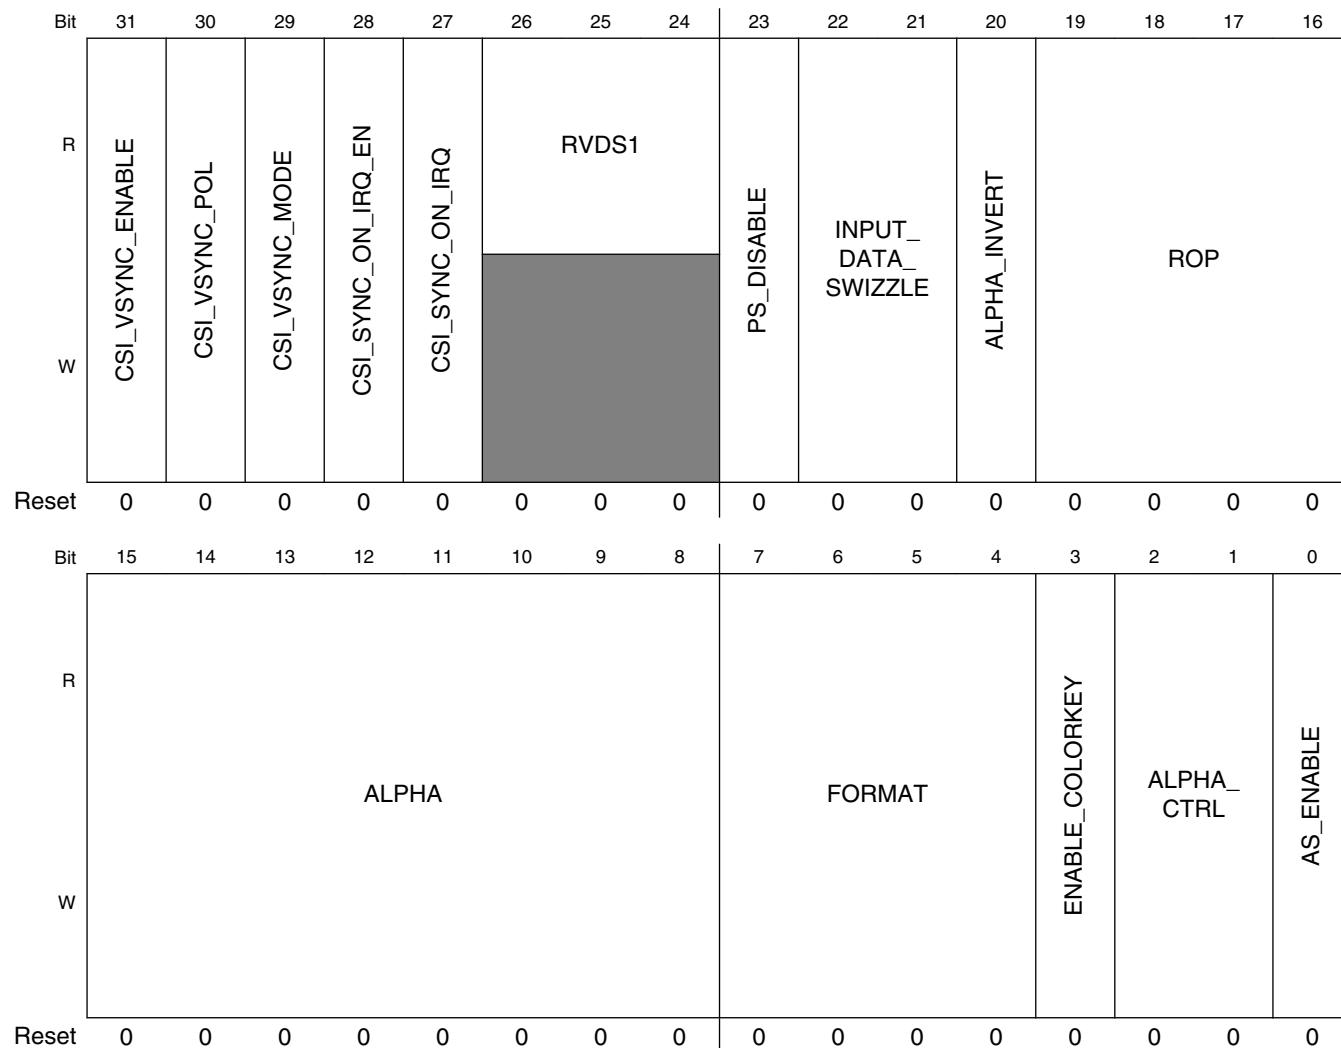 Bit 31 30 29 28 27 26 25 24 23 22 21 20 19 18 17 16
R
W
CSI_VSYNC_ENABLE
CSI_VSYNC_POL
CSI_VSYNC_MODE
CSI_SYNC_ON_IRQ_EN
CSI_SYNC_ON_IRQ
RVDS1
PS_DISABLE
INPUT_
DATA_
SWIZZLE
ALPHA_INVERT
ROP
Reset 0 0 0 0 0 0 0 0 0 0 0 0 0 0 0 0
Bit 15 14 13 12 11 10 9 8 7 6 5 4 3 2 1 0
R
W
ALPHA
FORMAT
ENABLE_COLORKEY
ALPHA_
CTRL
AS_ENABLE
Reset 0 0 0 0 0 0 0 0 0 0 0 0 0 0 0 0